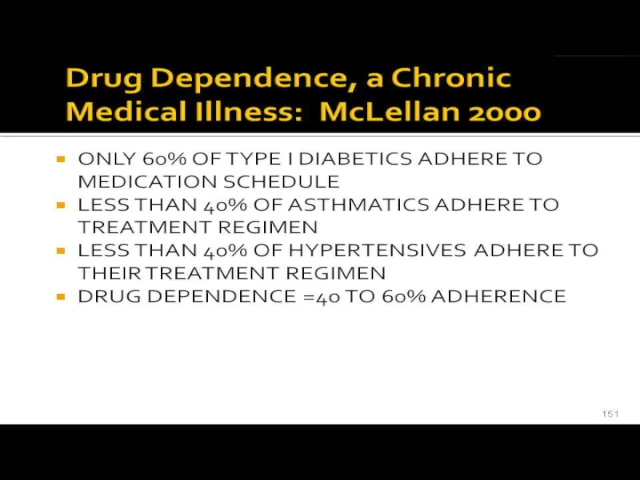 Drug Dependence, a Chronic
Medical Illness: McLellan 2000
ONLY 60% OF TYPE I DIABETICS ADHERE TO
MEDICATION SCHEDULE
LESS THAN 40% OF ASTHMATICS ADHERE TO
TREATMENT REGIMEN
LESS THAN 40% OF HYPERTENSIVES ADHERE TO
THEIR TREATMENT REGIMEN
DRUG DEPENDENCE =40 TO 60% ADHERENCE
151